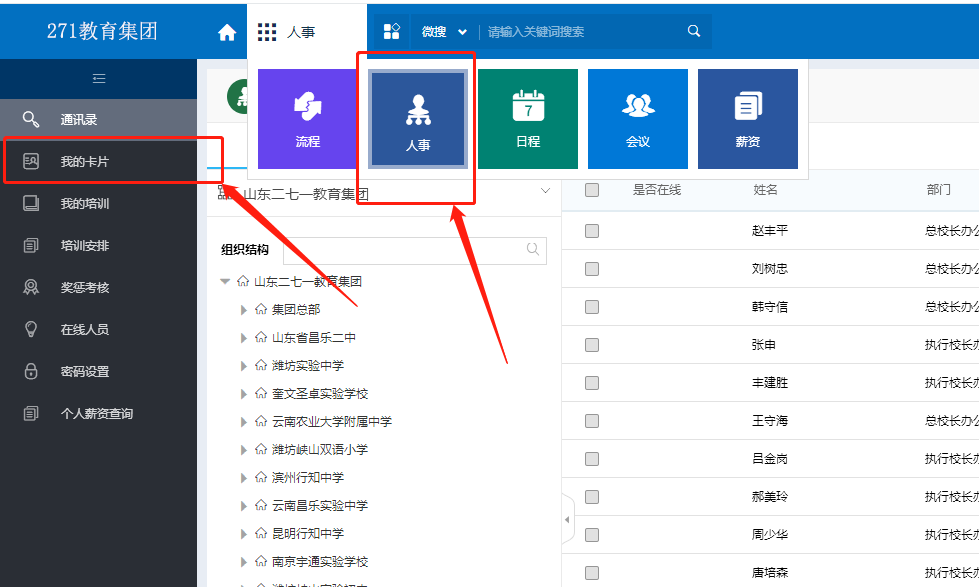 271教育集团
人事
微搜
请输入关键词搜索
流程
人事
日程
7
会议
薪资
通讯录
我的卡片
我的培训
培训安排
奖惩考核
在线人员
密码设置
个人薪资查询
山东二七一教育集团
组织结构
山东二七一教育集团
集团总部
山东省昌乐二中
潍坊实验中学
奎文圣卓实验学校
云南农业大学附属中学
潍坊峡山双语小学
滨州行知中学
云南昌乐实验中学
昆明行知中学
南京宇通实验学校
是否在线 姓名 部门
赵丰平 总校长办公
刘树忠 总校长办公
韩守信 总校长办公
张申 执行校长办
丰建胜 执行校长办
王守海 总校长办公
吕金岗 执行校长办
郝美玲 执行校长办
周少华 执行校长办
唐培森 执行校长办